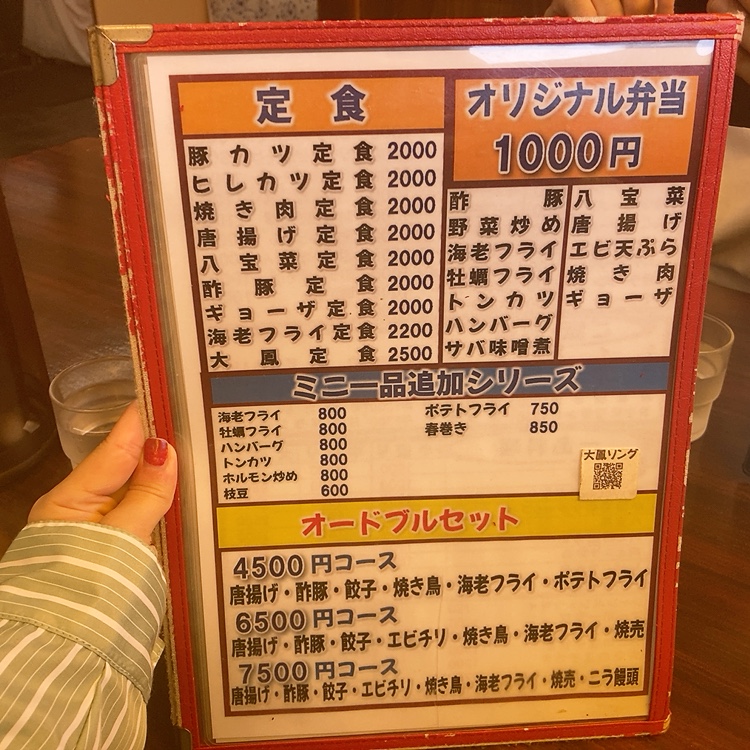 定食
豚カツ定食 2000
ヒレカツ定食 2000
焼き肉定食 2000
唐揚げ定食 2000
八宝菜定食 2000
酢豚定食 2000
ギョーザ定食 2000
海老フライ定食 2200
大鳳定食 2500
オリジナル弁当
1000円
酢豚
野菜炒め
海老フライ
牡蠣フライ
トンカツ
ハンバーグ
サバ味噌煮
八宝菜
唐揚げ
エビ天ぷら
焼き肉
ギョーザ
ミニ一品追加シリーズ
海老フライ 800
牡蠣フライ 800
ハンバーグ 800
トンカツ 800
ホルモン炒め 800
枝豆 600
ポテトフライ 750
春巻き 850
大鳳ソング
オードブルセット
4500円コース
唐揚げ・酢豚・餃子・焼き鳥・海老フライ・ポテトフライ
6500円コース
唐揚げ・酢豚・餃子・エビチリ・焼き鳥・海老フライ・焼売
7500円コース
唐揚げ・酢豚・餃子・エビチリ・焼き鳥・海老フライ・焼売・ニラ饅頭